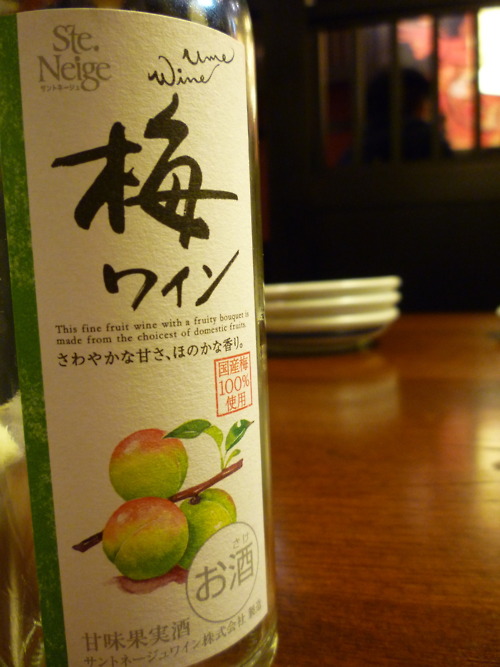 Ste.
Neige
サントネージュ
Ume
Wine
梅
ワイン
This fine fruit wine with a fruity bouquet is
made from the choicest of domestic fruits.
さわやかな甘さ、ほのかな香り。
国産梅
100%
使用
さけ
お酒
甘味果実酒
サントネージュワイン株式会社 製造